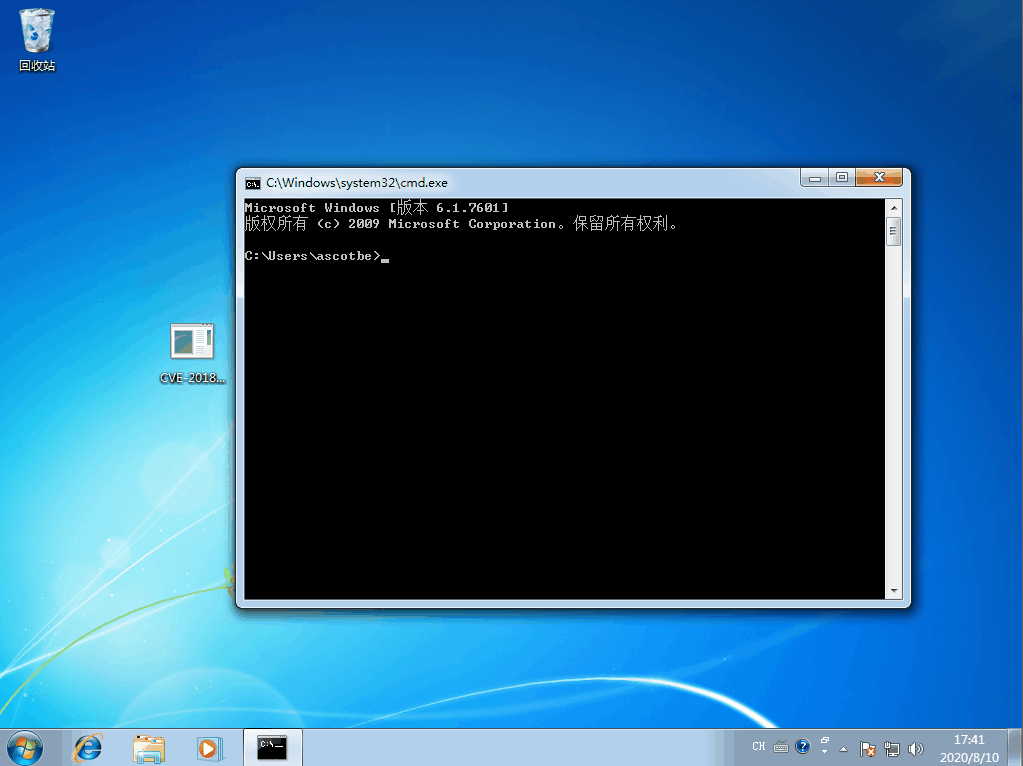 回收站
C:\Windows\system32\cmd.exe
Microsoft Windows [版本 6.1.7601]
版权所有 (c) 2009 Microsoft Corporation。保留所有权利。
C:\Users\ascotbe>
CVE-2018...
C:\
CH
17:41
2020/8/10